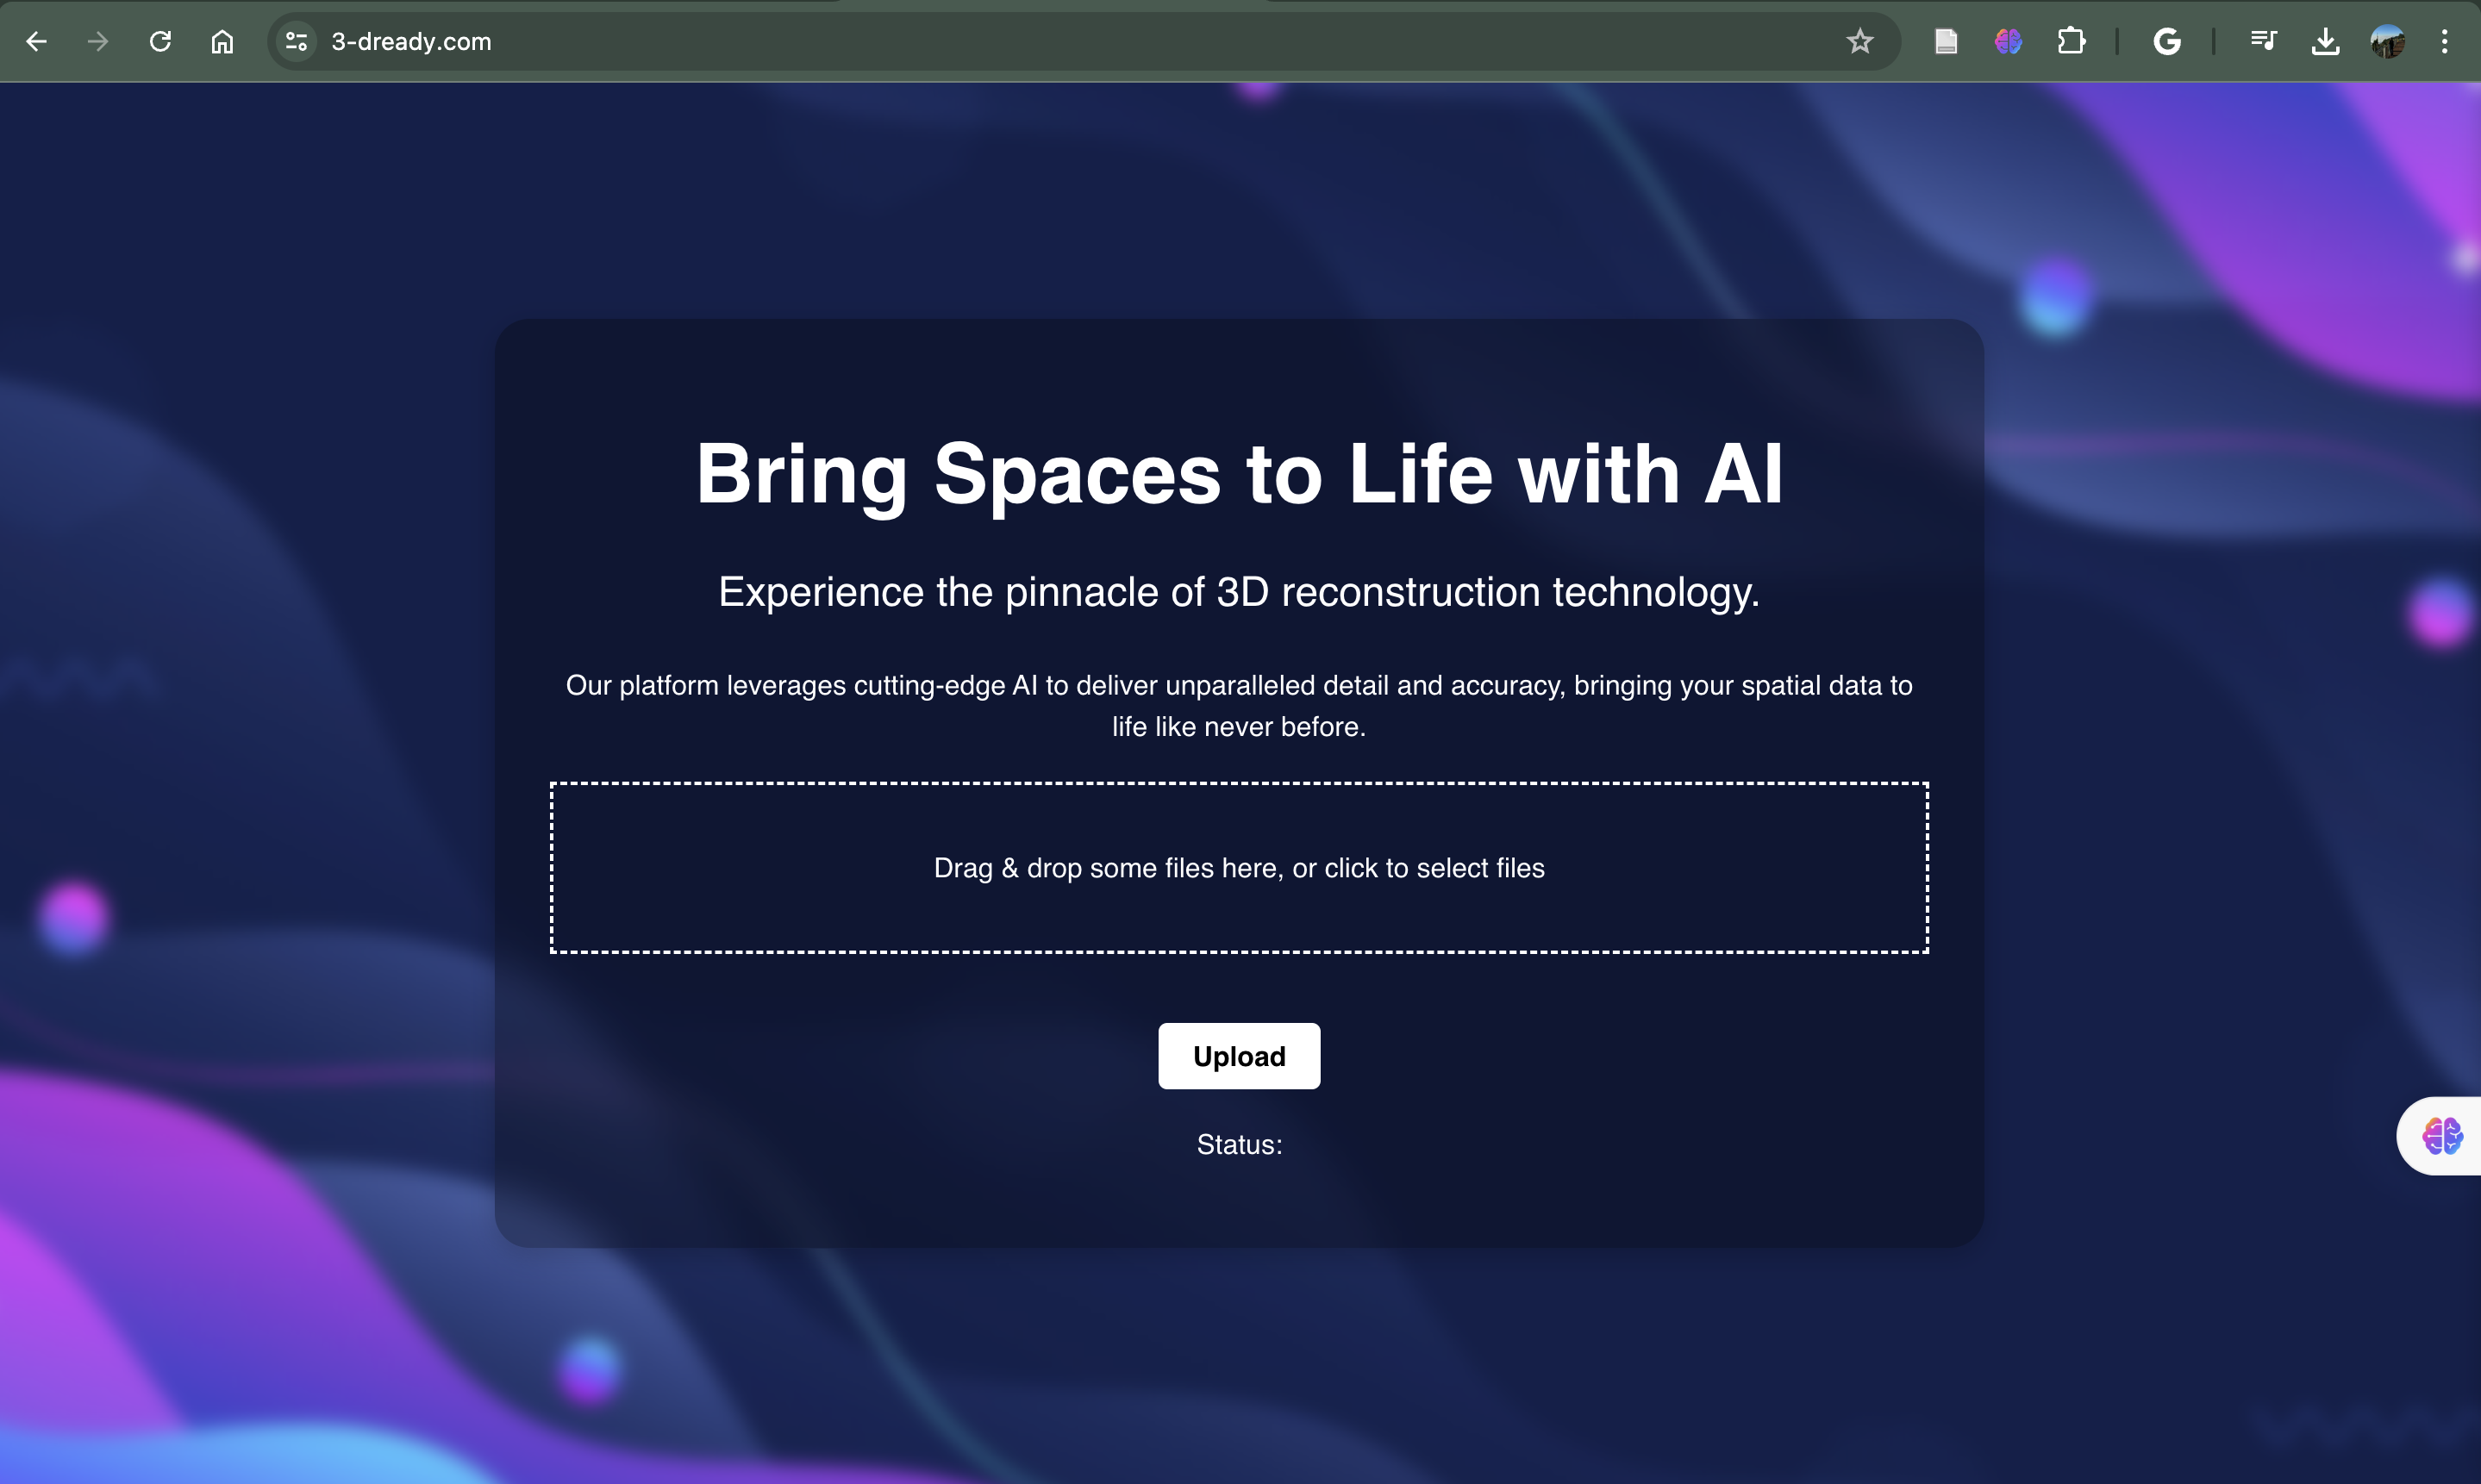 3-dready.com
Bring Spaces to Life with AI
Experience the pinnacle of 3D reconstruction technology.
Our platform leverages cutting-edge AI to deliver unparalleled detail and accuracy, bringing your spatial data to
life like never before.
Drag & drop some files here, or click to select files
Upload
Status: